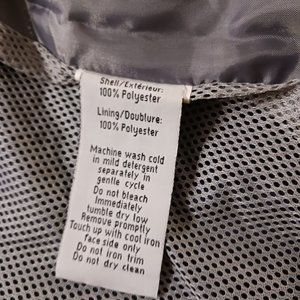 Shell/Extérieur:
100% Polyester
Lining/Doublure:
100% Polyester
Machine wash cold
in mild detergent
separately in
gentle cycle
Do not bleach
Immediately
tumble dry low
Remove promptly
Touch up with cool iron
face side only
Do not iron trim
Do not dry clean